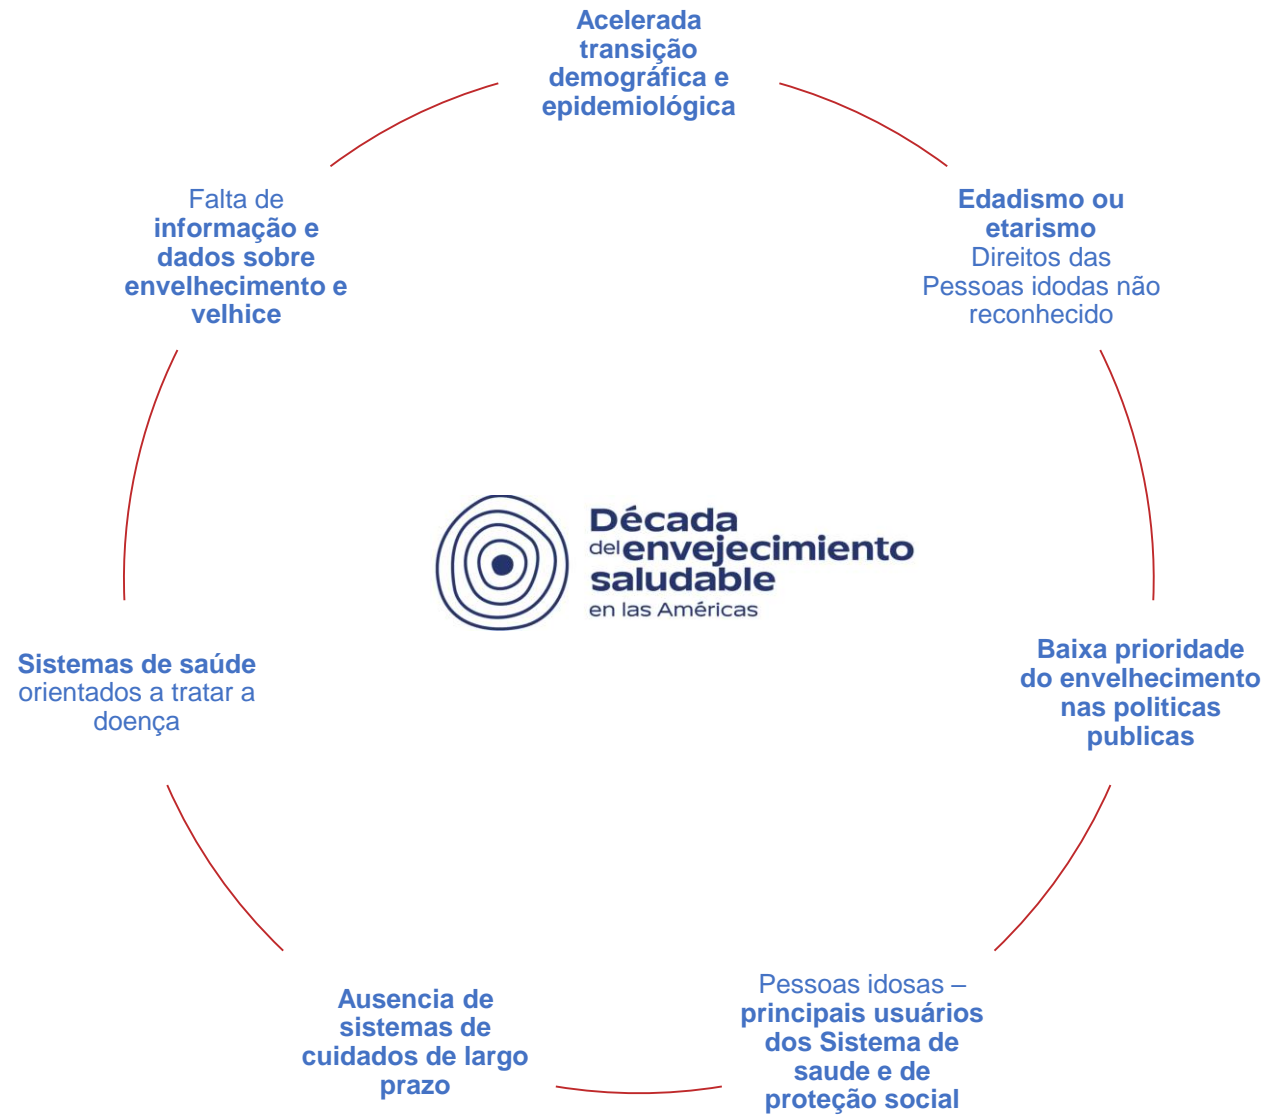 Acelerada
transição
demográfica e
epidemiológica
Edadismo ou
etarismo
Direitos das
Pessoas idodas não
reconhecido
Baixa prioridade
do envelhecimento
nas politicas
publicas
Pessoas idosas –
principais usuários
dos Sistema de
saude e de
proteção social
Ausencia de
sistemas de
cuidados de largo
prazo
Sistemas de saúde
orientados a tratar a
doença
Falta de
informação e
dados sobre
envelhecimento e
velhice
Década
del envejecimiento
saludable
en las Américas